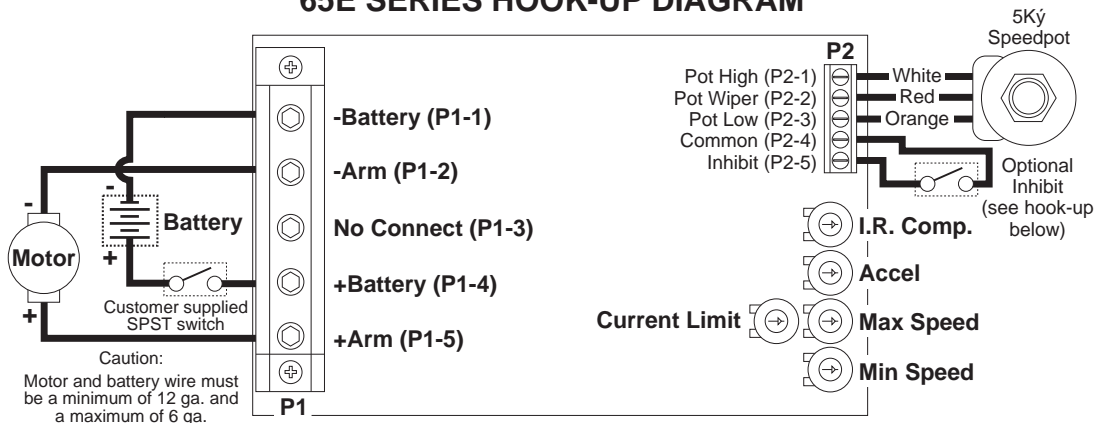 65E SERIES HOOK-UP DIAGRAM
5Ký
Speedpot
P2
Pot High (P2-1)
White
Pot Wiper (P2-2)
Red
Pot Low (P2-3)
Orange
Common (P2-4)
Inhibit (P2-5)
Optional
Inhibit
(see hook-up
below)
-Battery (P1-1)
-Arm (P1-2)
No Connect (P1-3)
+Battery (P1-4)
+Arm (P1-5)
P1
-
-
Battery
+
Motor
+
Customer supplied
SPST switch
Caution:
Motor and battery wire must
be a minimum of 12 ga. and
a maximum of 6 ga.
I.R. Comp.
Accel
Current Limit
Max Speed
Min Speed